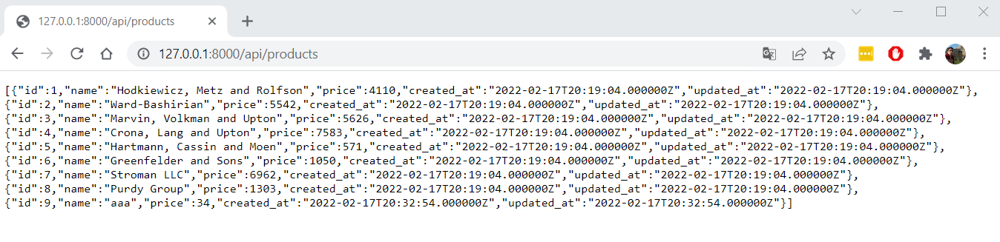 127.0.0.1:8000/api/products
127.0.0.1:8000/api/products
[{"id":1,"name":"Hodkiewicz, Metz and Rolfson","price":4110,"created_at":"2022-02-17T20:19:04.000000Z","updated_at":"2022-02-17T20:19:04.000000Z"},
{"id":2,"name":"Ward-Bashirian","price":5542,"created_at":"2022-02-17T20:19:04.000000Z","updated_at":"2022-02-17T20:19:04.000000Z"},
{"id":3,"name":"Marvin, Volkman and Upton","price":5626,"created_at":"2022-02-17T20:19:04.000000Z","updated_at":"2022-02-17T20:19:04.000000Z"},
{"id":4,"name":"Crona, Lang and Upton","price":7583,"created_at":"2022-02-17T20:19:04.000000Z","updated_at":"2022-02-17T20:19:04.000000Z"},
{"id":5,"name":"Hartmann, Cassin and Moen","price":571,"created_at":"2022-02-17T20:19:04.000000Z","updated_at":"2022-02-17T20:19:04.000000Z"},
{"id":6,"name":"Greenfelder and Sons","price":1050,"created_at":"2022-02-17T20:19:04.000000Z","updated_at":"2022-02-17T20:19:04.000000Z"},
{"id":7,"name":"Stroman LLC","price":6962,"created_at":"2022-02-17T20:19:04.000000Z","updated_at":"2022-02-17T20:19:04.000000Z"},
{"id":8,"name":"Purdy Group","price":1303,"created_at":"2022-02-17T20:19:04.000000Z","updated_at":"2022-02-17T20:19:04.000000Z"},
{"id":9,"name":"aaa","price":34,"created_at":"2022-02-17T20:32:54.000000Z","updated_at":"2022-02-17T20:32:54.000000Z"}]